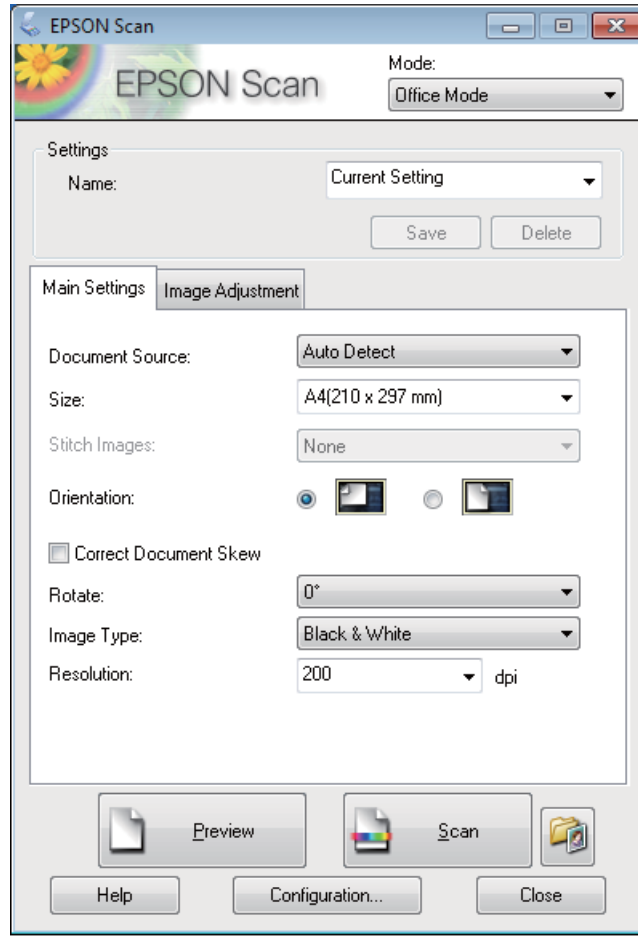 EPSON Scan
EPSON Scan
Mode:
Office Mode
Settings
Name:
Current Setting
Save
Delete
Main Settings
Image Adjustment
Document Source:
Auto Detect
Size:
A4(210 x 297 mm)
Stitch Images:
None
Orientation:
Correct Document Skew
Rotate:
0°
Image Type:
Black & White
Resolution:
200
dpi
Preview
Scan
Help
Configuration...
Close